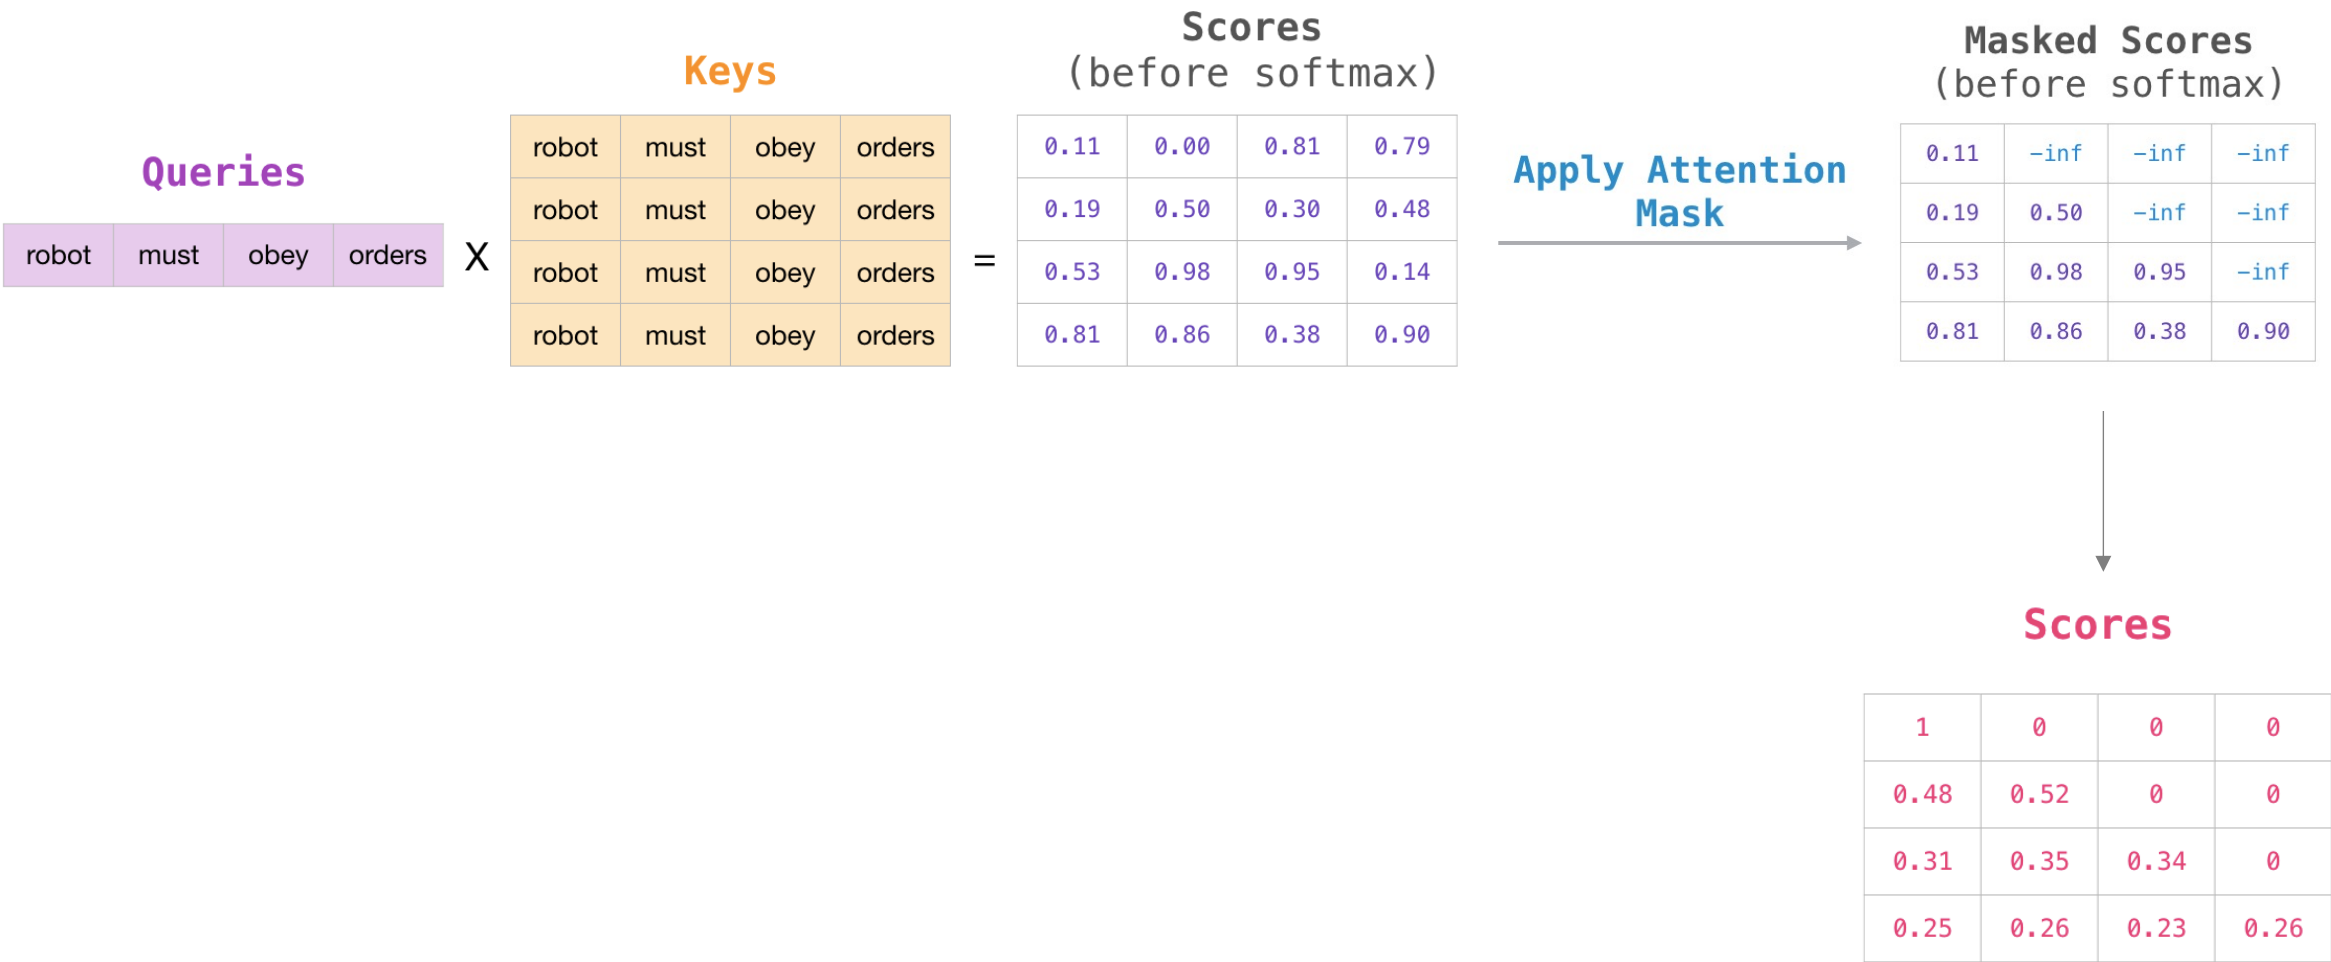 Queries
robot must obey orders
X
Keys
robot must obey orders
robot must obey orders
robot must obey orders
robot must obey orders
=
Scores
(before softmax)
0.11 0.00 0.81 0.79
0.19 0.50 0.30 0.48
0.53 0.98 0.95 0.14
0.81 0.86 0.38 0.90
Apply Attention
Mask
Masked Scores
(before softmax)
0.11 -inf -inf -inf
0.19 0.50 -inf -inf
0.53 0.98 0.95 -inf
0.81 0.86 0.38 0.90
Scores
1 0 0 0
0.48 0.52 0 0
0.31 0.35 0.34 0
0.25 0.26 0.23 0.26